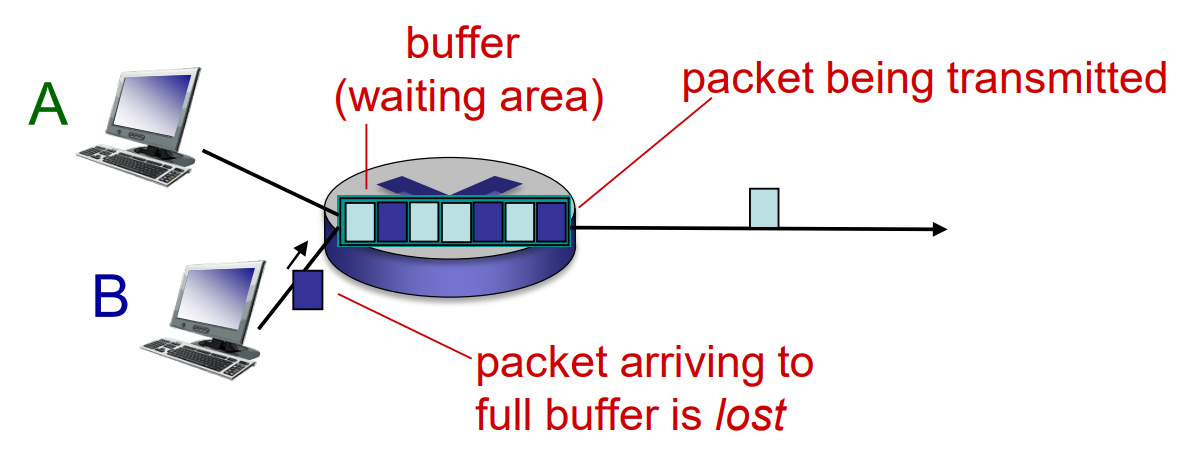 buffer
(waiting area)
packet being transmitted
A
B
packet arriving to
full buffer is lost